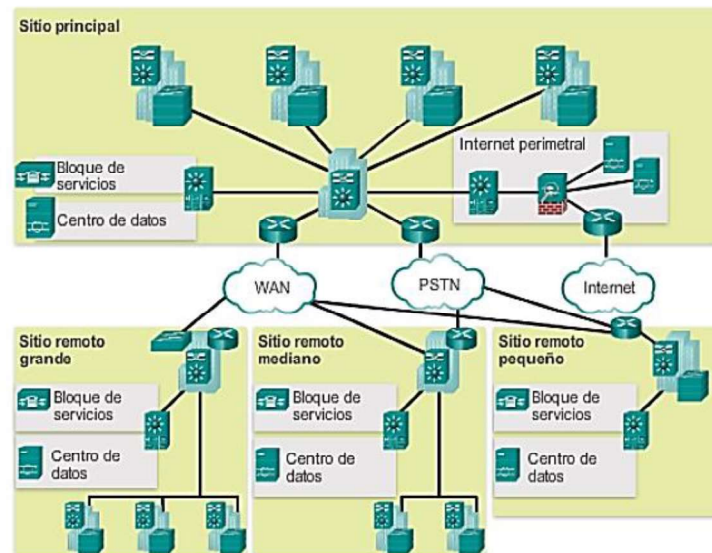 Sitio principal
Internet perimetral
Bloque de
servicios
Centro de datos
WAN
PSTN
Internet
Sitio remoto
grande
Bloque de
servicios
Centro de
datos
Sitio remoto
mediano
Bloque de
servicios
Centro de
datos
Sitio remoto
pequeño
Bloque de
servicios
Centro de
datos